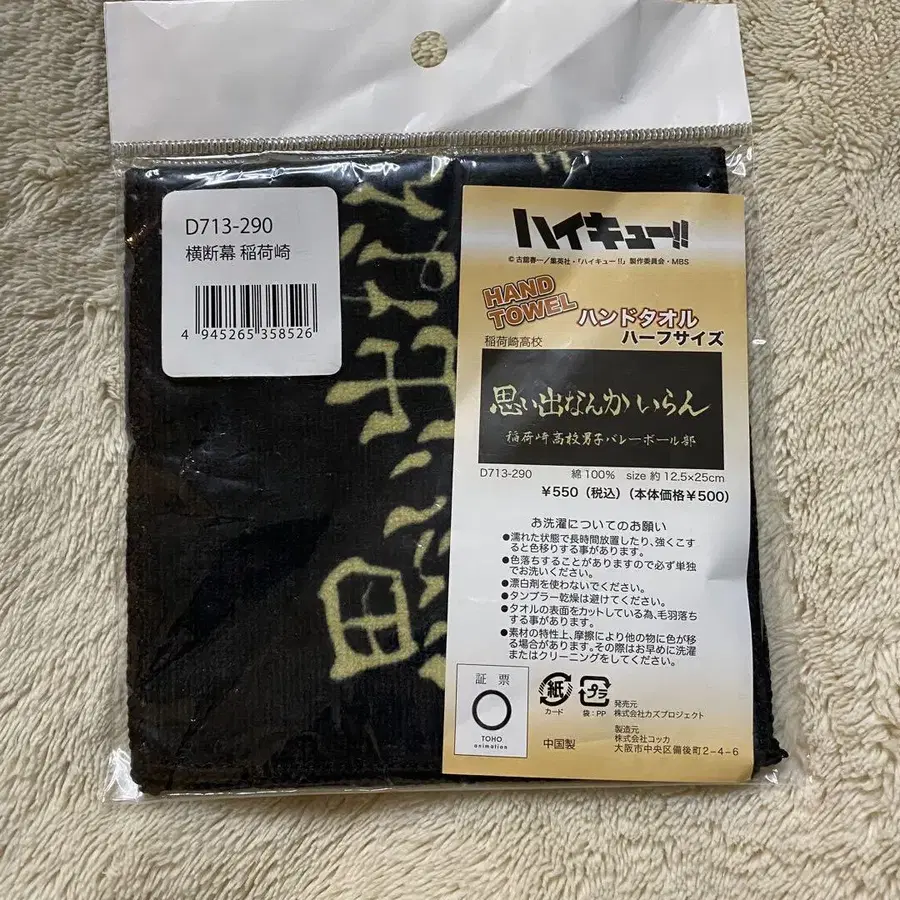 D713-290
横断幕 稲荷崎
4 945265 358526
ハイキュー!!
©古舘春一／集英社・「ハイキュー!!」製作委員会・MBS
HAND
TOWEL
ハンドタオル
ハーフサイズ
稲荷崎高校
思い出なんかいらん
稲荷崎高校男子バレーボール部
D713-290 綿100% size 約12.5×25cm
¥550（税込）（本体価格¥500）
お洗濯についてのお願い
●濡れた状態で長時間放置したり、強くこす
ると色移りする事があります。
●色落ちすることがありますので必ず単独
でお洗いください。
●漂白剤を使わないでください。
●タンブラー乾燥は避けてください。
●タオルの表面をカットしている為、毛羽落ち
する事があります。
●素材の特性上、摩擦により他の物に色が移
る場合があります。その際はお早めに洗濯
またはクリーニングをしてください。
証票
TOHO
animation
紙
カード
プラ
袋：PP
中国製
発売元
株式会社カズプロジェクト
製造元
株式会社コッカ
大阪市中央区備後町2-4-6